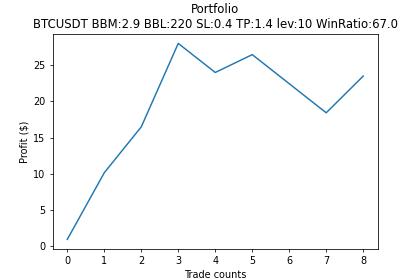 Portfolio
BTCUSDT BBM:2.9 BBL:220 SL:0.4 TP:1.4 lev:10 WinRatio:67.0
25
20
15
10
5
0
Profit ($)
0 1 2 3 4 5 6 7 8
Trade counts